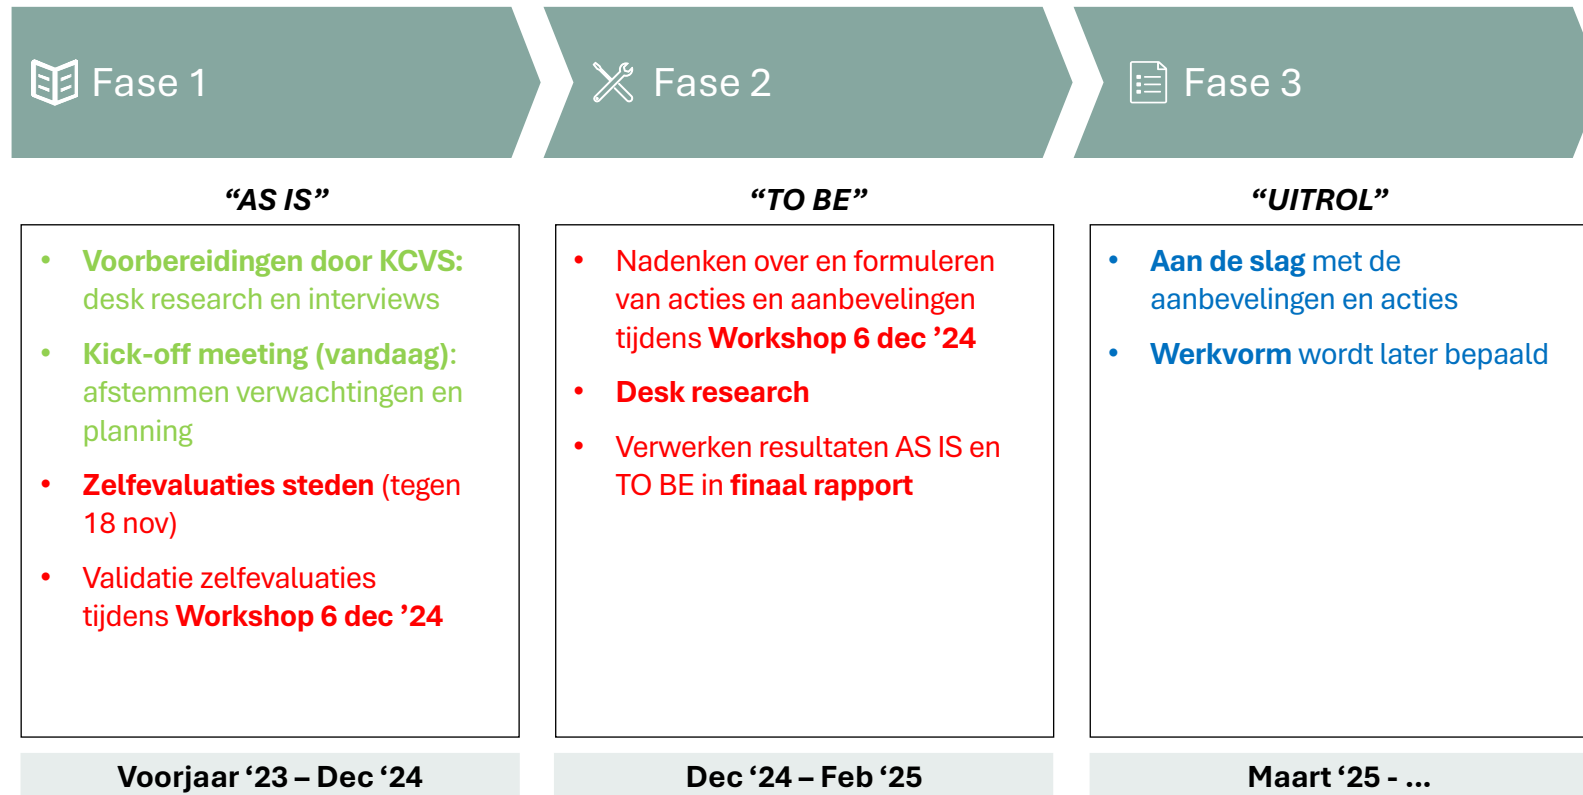 Fase 1
Fase 2
Fase 3
“AS IS”
• Voorbereidingen door KCVS:
desk research en interviews
• Kick-off meeting (vandaag):
afstemmen verwachtingen en
planning
• Zelfevaluaties steden (tegen
18 nov)
• Validatie zelfevaluaties
tijdens Workshop 6 dec ’24
Voorjaar ‘23 – Dec ‘24
“TO BE”
• Nadenken over en formuleren
van acties en aanbevelingen
tijdens Workshop 6 dec ’24
• Desk research
• Verwerken resultaten AS IS en
TO BE in finaal rapport
Dec ‘24 – Feb ‘25
“UITROL”
• Aan de slag met de
aanbevelingen en acties
• Werkvorm wordt later bepaald
Maart ‘25 - ...